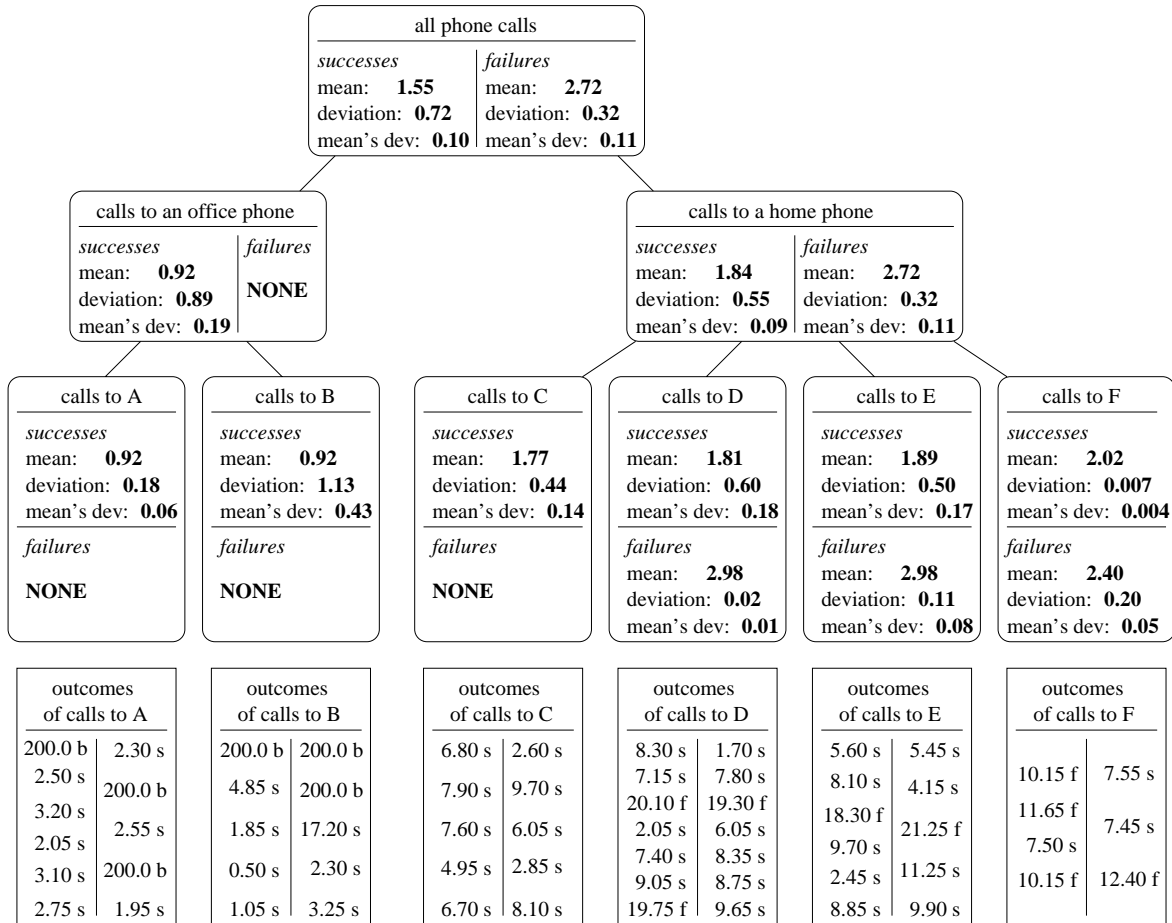 all phone calls
successes failures
mean: 1.55 mean: 2.72
deviation: 0.72 deviation: 0.32
mean's dev: 0.10 mean's dev: 0.11
calls to an office phone
successes failures
mean: 0.92
deviation: 0.89
mean's dev: 0.19
NONE
calls to a home phone
successes failures
mean: 1.84 mean: 2.72
deviation: 0.55 deviation: 0.32
mean's dev: 0.09 mean's dev: 0.11
calls to A
successes
mean: 0.92
deviation: 0.18
mean's dev: 0.06
failures
NONE
calls to B
successes
mean: 0.92
deviation: 1.13
mean's dev: 0.43
failures
NONE
calls to C
successes
mean: 1.77
deviation: 0.44
mean's dev: 0.14
failures
NONE
calls to D
successes
mean: 1.81
deviation: 0.60
mean's dev: 0.18
failures
mean: 2.98
deviation: 0.02
mean's dev: 0.01
calls to E
successes
mean: 1.89
deviation: 0.50
mean's dev: 0.17
failures
mean: 2.98
deviation: 0.11
mean's dev: 0.08
calls to F
successes
mean: 2.02
deviation: 0.007
mean's dev: 0.004
failures
mean: 2.40
deviation: 0.20
mean's dev: 0.05
outcomes
of calls to A
200.0 b
2.50 s
3.20 s
2.05 s
3.10 s
2.75 s
2.30 s
200.0 b
2.55 s
200.0 b
1.95 s
outcomes
of calls to B
200.0 b
4.85 s
1.85 s
0.50 s
1.05 s
200.0 b
200.0 b
17.20 s
2.30 s
3.25 s
outcomes
of calls to C
6.80 s
7.90 s
7.60 s
4.95 s
6.70 s
2.60 s
9.70 s
6.05 s
2.85 s
8.10 s
outcomes
of calls to D
8.30 s
7.15 s
20.10 f
2.05 s
7.40 s
9.05 s
19.75 f
1.70 s
7.80 s
19.30 f
6.05 s
8.35 s
8.75 s
9.65 s
outcomes
of calls to E
5.60 s
8.10 s
18.30 f
9.70 s
2.45 s
8.85 s
5.45 s
4.15 s
21.25 f
11.25 s
9.90 s
outcomes
of calls to F
10.15 f
11.65 f
7.50 s
10.15 f
7.55 s
7.45 s
12.40 f